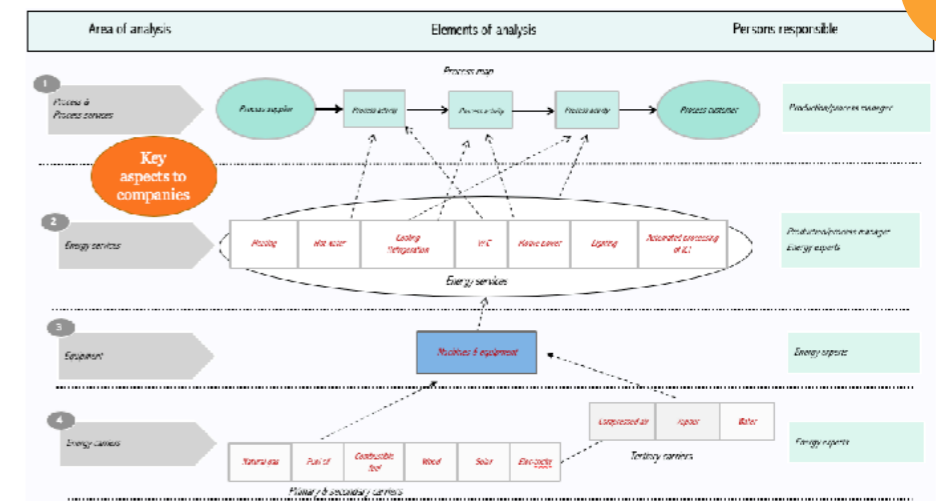 Area of analysis
Elements of analysis
Persons responsible
Process map
1
Process &
Process services
Process supplier
Process activity
Process activity
Process activity
Process customer
Production/process manager
Key
aspects to
companies
2
Energy services
Heating
Hot water
Cooling
Refrigeration
Motive power
Lighting
Automated processing
of ICT
Production/process manager
Energy experts
Energy services
3
Equipment
Machines & equipment
Energy experts
4
Energy carriers
Compressed air
Water
Natural gas
Fuel oil
Combustible
fuel
Wood
Solar
Electricity
Tertiary carriers
Energy experts
Primary & secondary carriers